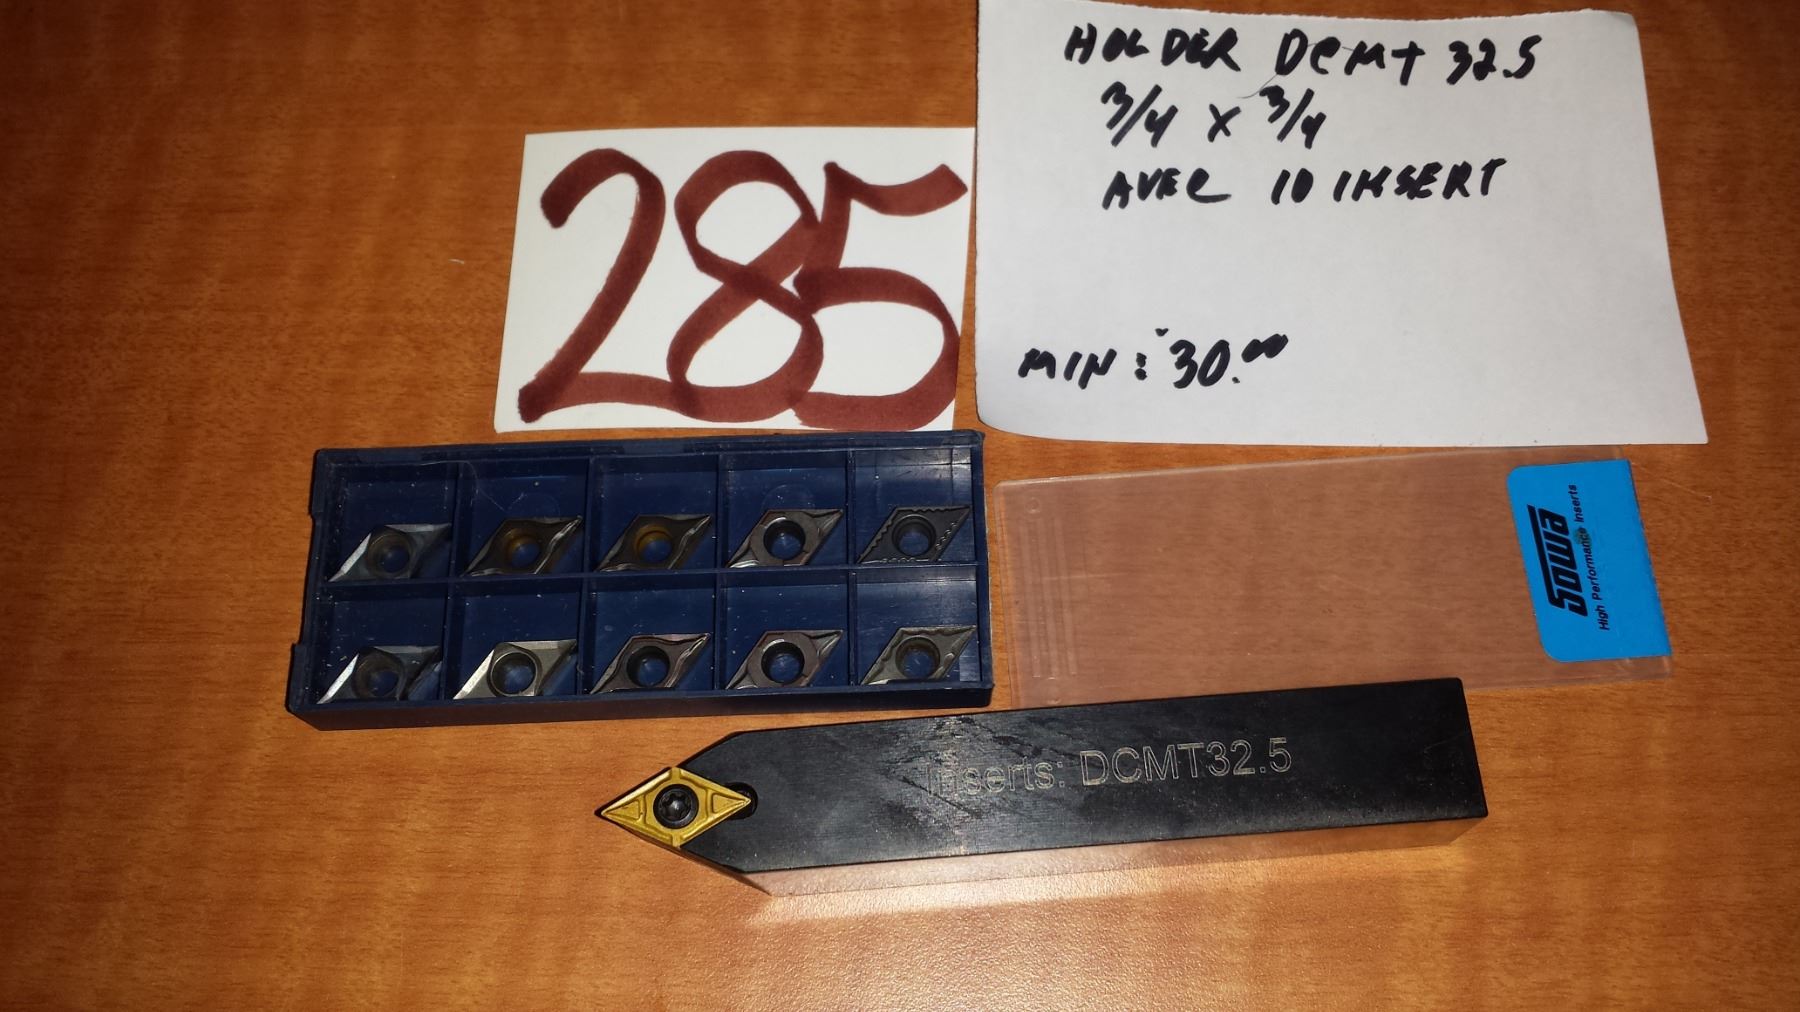 HOLDER DCMT 32.5
3/4 x 3/4
AVEC 10 INSERT
MIN: 30.00
285
Sowa
High Performance Inserts
Inserts: DCMT32.5